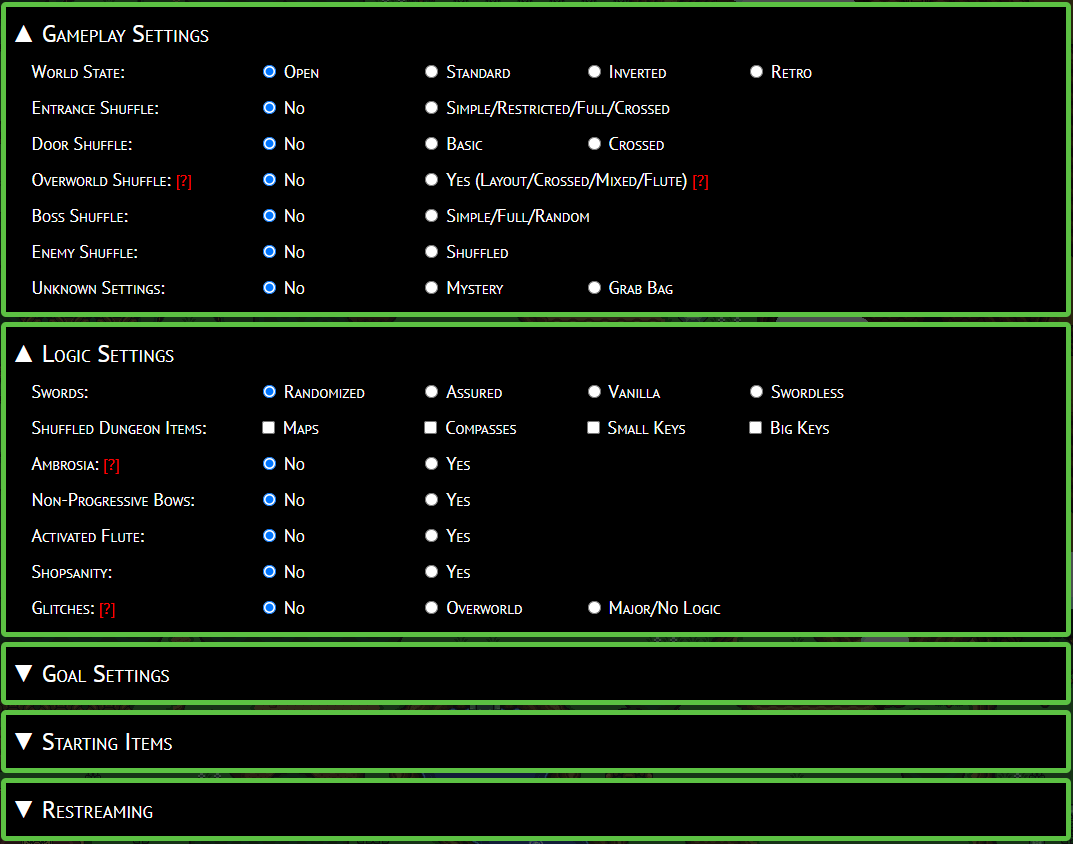 ▲ Gameplay Settings
World State: Open Standard Inverted Retro
Entrance Shuffle: No Simple/Restricted/Full/Crossed
Door Shuffle: No Basic Crossed
Overworld Shuffle: [?] No Yes (Layout/Crossed/Mixed/Flute) [?]
Boss Shuffle: No Simple/Full/Random
Enemy Shuffle: No Shuffled
Unknown Settings: No Mystery Grab Bag
▲ Logic Settings
Swords: Randomized Assured Vanilla Swordless
Shuffled Dungeon Items: Maps Compasses Small Keys Big Keys
Ambrosia: [?] No Yes
Non-Progressive Bows: No Yes
Activated Flute: No Yes
Shopsanity: No Yes
Glitches: [?] No Overworld Major/No Logic
▼ Goal Settings
▼ Starting Items
▼ Restreaming